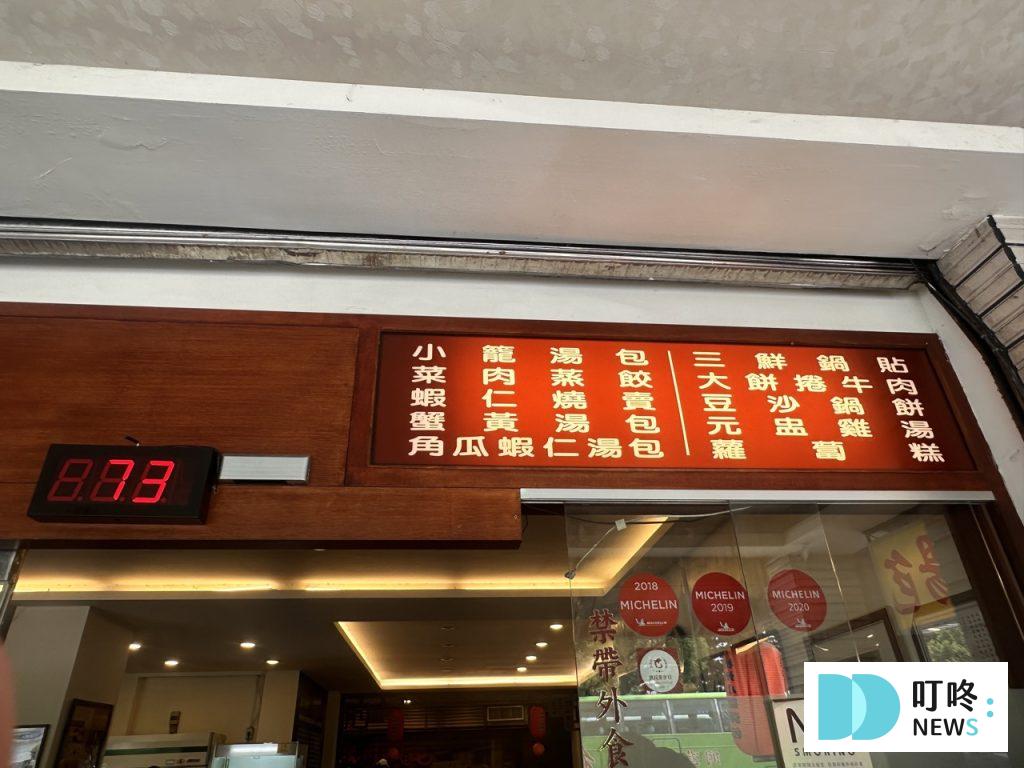 小籠湯包
菜肉蒸餃
蝦仁燒賣
蟹黃湯包
角瓜蝦仁湯包
三鮮鍋貼
大餅捲牛肉
豆沙鍋餅
元盅雞湯
蘿蔔糕
73
2018
MICHELIN
MICHELIN
2019
MICHELIN
2020
禁帶外食
SMOKING
叮咚
NEWS